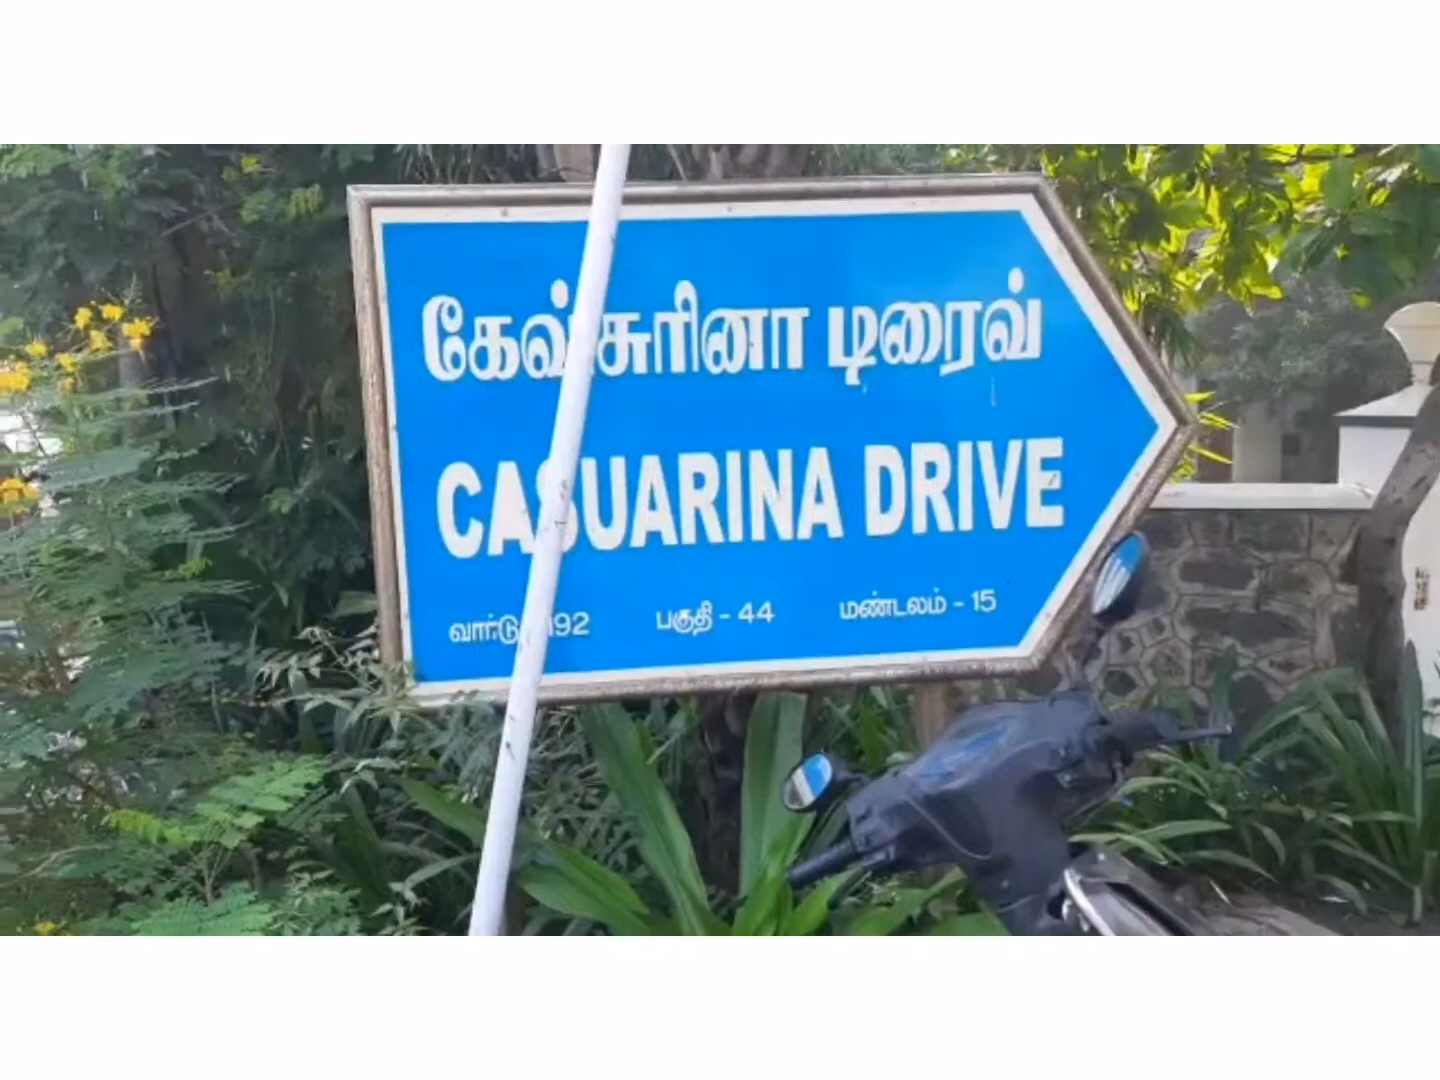 கேவ்சுரினா டிரைவ்
CASUARINA DRIVE
வார்டு 192 பகுதி - 44 மண்டலம் - 15